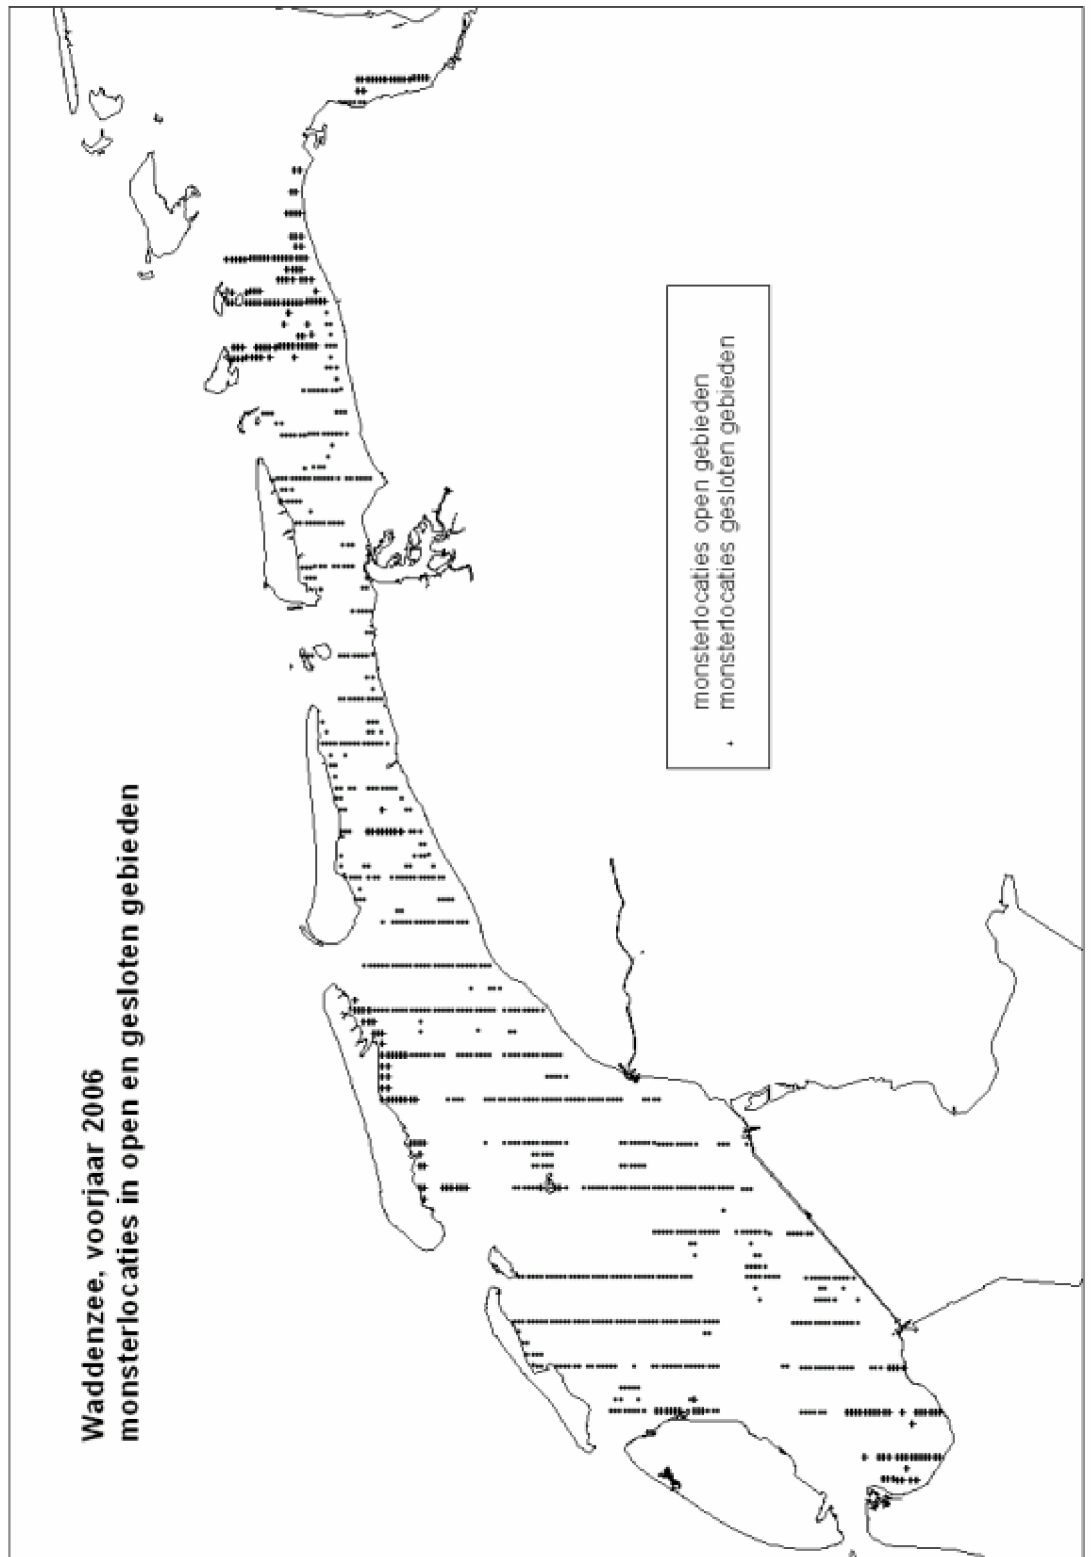 Waddenzee, voorjaar 2006
monsterlocaties in open en gesloten gebieden
monsterlocaties open gebieden
monsterlocaties gesloten gebieden